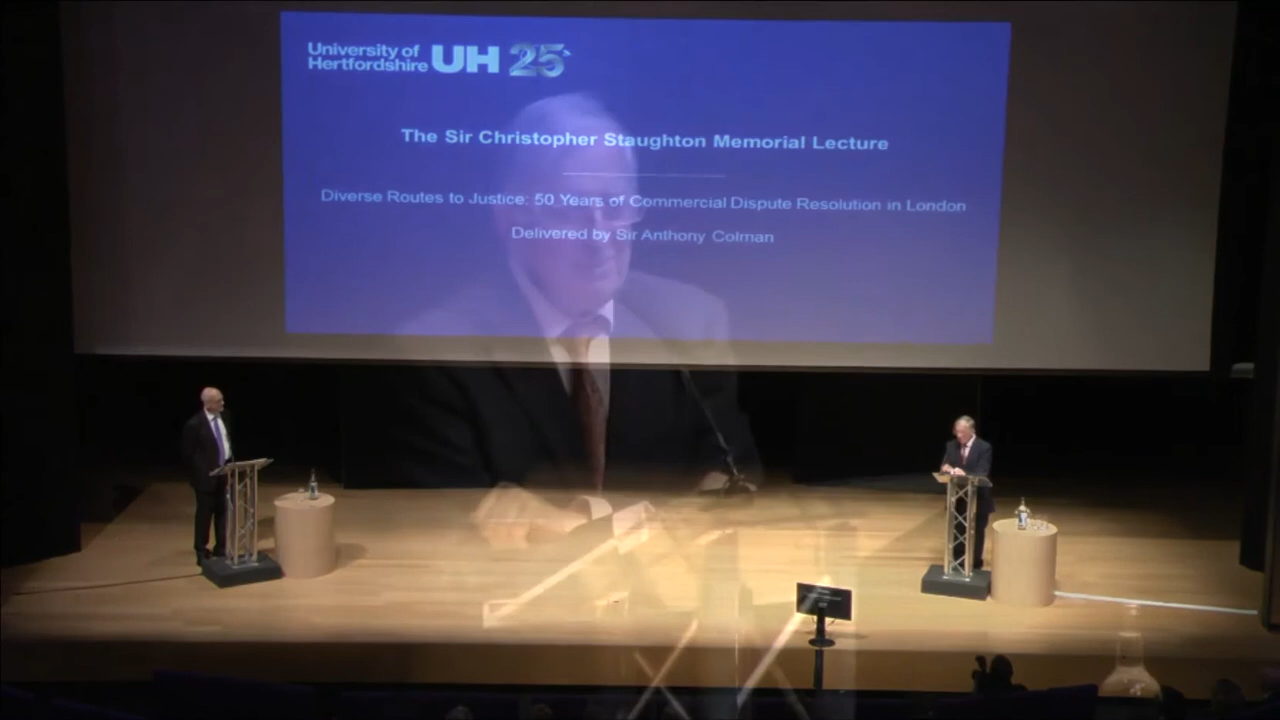 University of
Hertfordshire UH 25
The Sir Christopher Staughton Memorial Lecture
Diverse Routes to Justice: 50 Years of Commercial Dispute Resolution in London
Delivered by Sir Anthony Colman